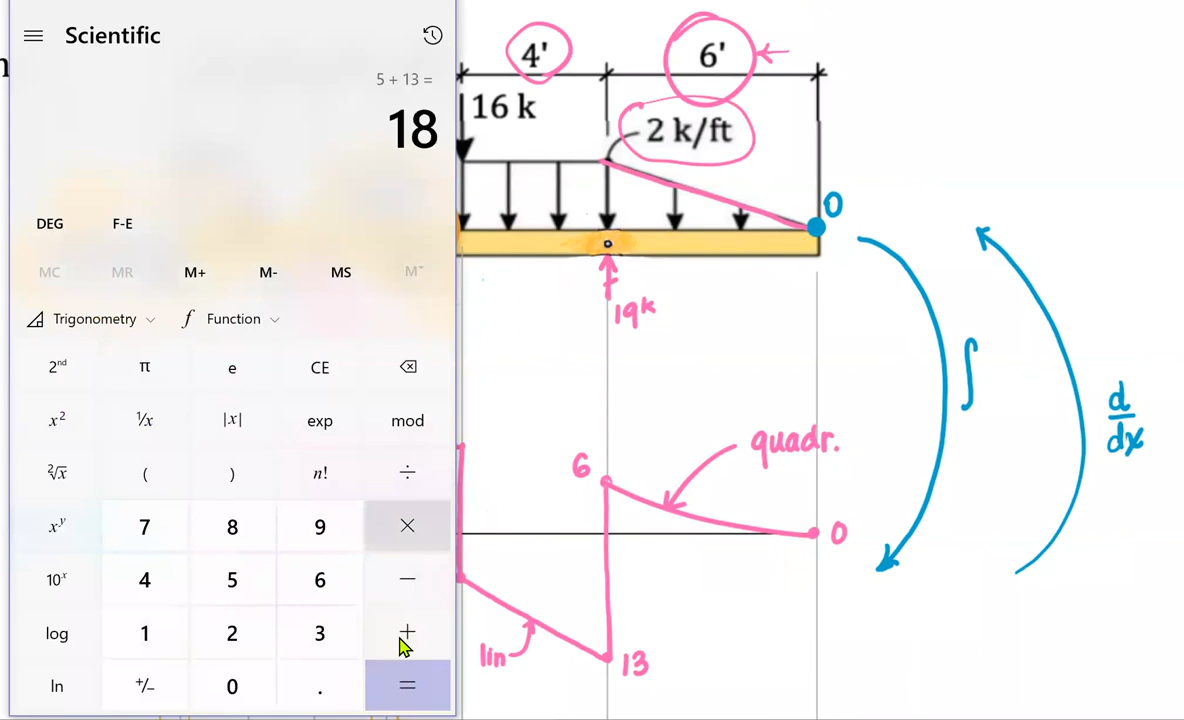 n
Scientific
5 + 13 =
18
DEG F-E
MC MR M+ M- MS M˅
Trigonometry f Function
2ⁿᵈ π e CE
x² ¹/x |x| exp mod
²√x ( ) n! ÷
xʸ 7 8 9 ×
10ˣ 4 5 6 −
log 1 2 3 +
ln +/− 0 . =
4' 6'
16 k
2 k/ft
0
19k
∫
d/dx
quadr.
6
0
lin
13